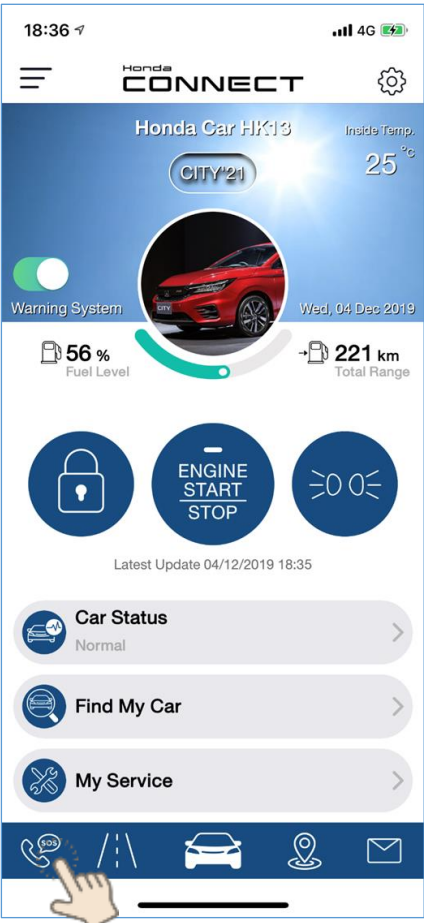 18:36
4G
Honda
CONNECT
Honda Car HK13
Inside Temp.
CITY'21
25 °C
CITY
Warning System
Wed, 04 Dec 2019
56 %
Fuel Level
221 km
Total Range
ENGINE
START
STOP
Latest Update 04/12/2019 18:35
Car Status
Normal
Find My Car
My Service
SOS